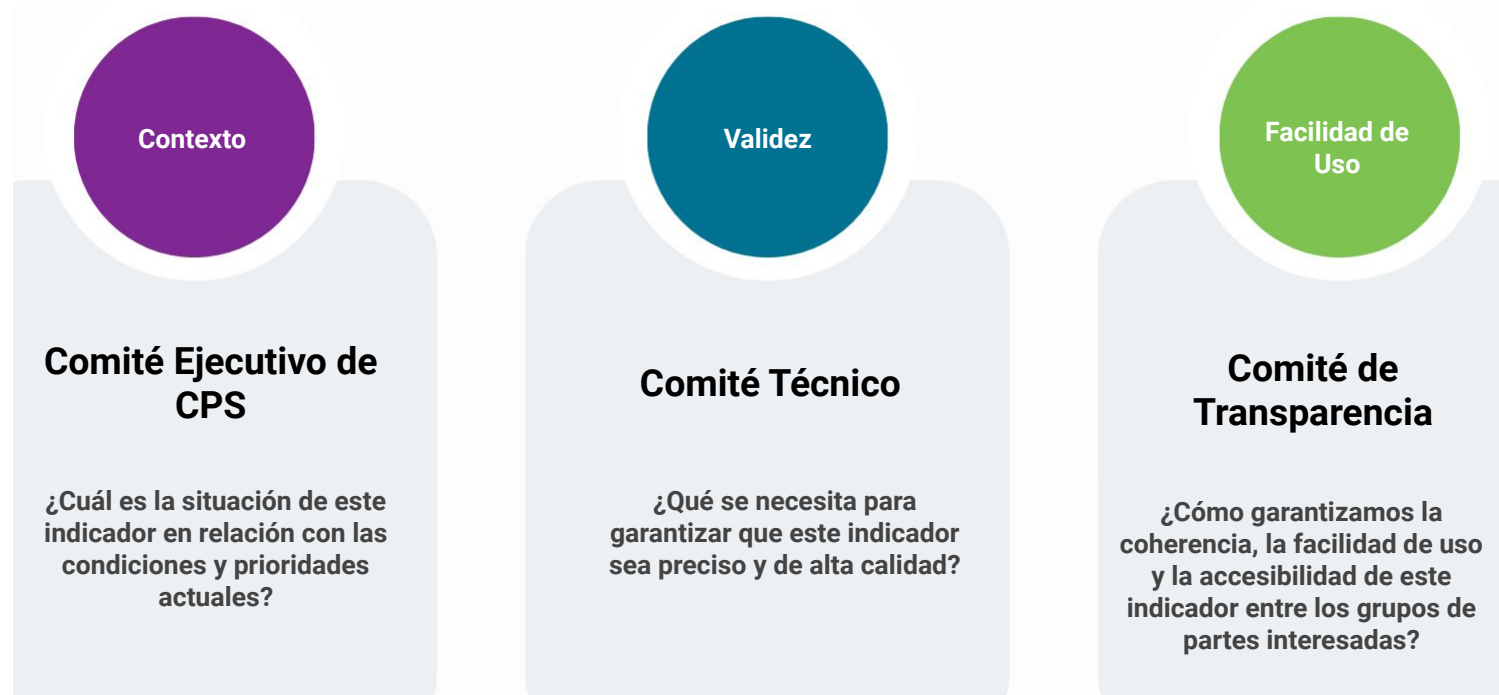 Contexto
Comité Ejecutivo de
CPS
¿Cuál es la situación de este
indicador en relación con las
condiciones y prioridades
actuales?
Validez
Comité Técnico
¿Qué se necesita para
garantizar que este indicador
sea preciso y de alta calidad?
Facilidad de
Uso
Comité de
Transparencia
¿Cómo garantizamos la
coherencia, la facilidad de uso
y la accesibilidad de este
indicador entre los grupos de
partes interesadas?